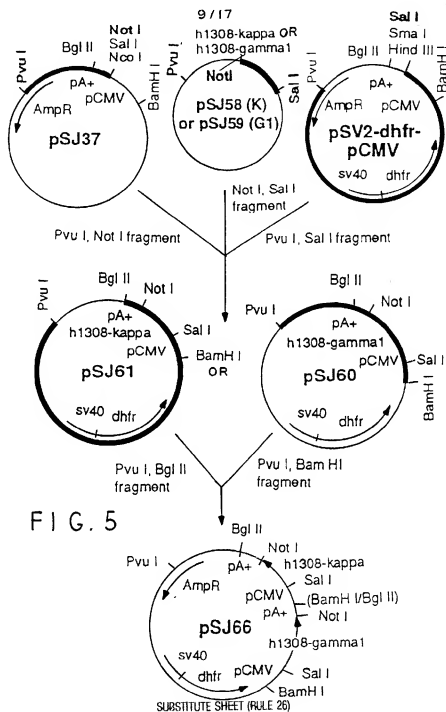 9/17
Not I
Sal I
Nco I
Bgl II
pA+
pCMV
Pvu I
AmpR
BamH I
pSJ37
h1308-kappa OR
h1308-gamma1
Pvu I
NotI
Sal I
pSJ58 (K)
or pSJ59 (G1)
Sal I
Sma I
Hind III
Bgl II
pA+
pCMV
Pvu I
AmpR
BamH I
pSV2-dhfr-
pCMV
sv40
dhfr
Pvu I, Not I fragment
Not I, Sal I
fragment
Pvu I, Sal I fragment
Bgl II
Not I
Pvu I
pA+
h1308-kappa
Sal I
pCMV
BamH I
pSJ61
sv40
dhfr
OR
Bgl II
Not I
Pvu I
pA+
h1308-gamma1
pCMV
Sal I
BamH I
pSJ60
sv40
dhfr
Pvu I, Bgl II
fragment
Pvu I, Bam HI
fragment
FIG. 5
Bgl II
Not I
h1308-kappa
Pvu I
pA+
AmpR
Sal I
pCMV
(BamH I/Bgl II)
pA+
Not I
pSJ66
h1308-gamma1
sv40
dhfr
pCMV
Sal I
BamH I
SUBSTITUTE SHEET (RULE 26)